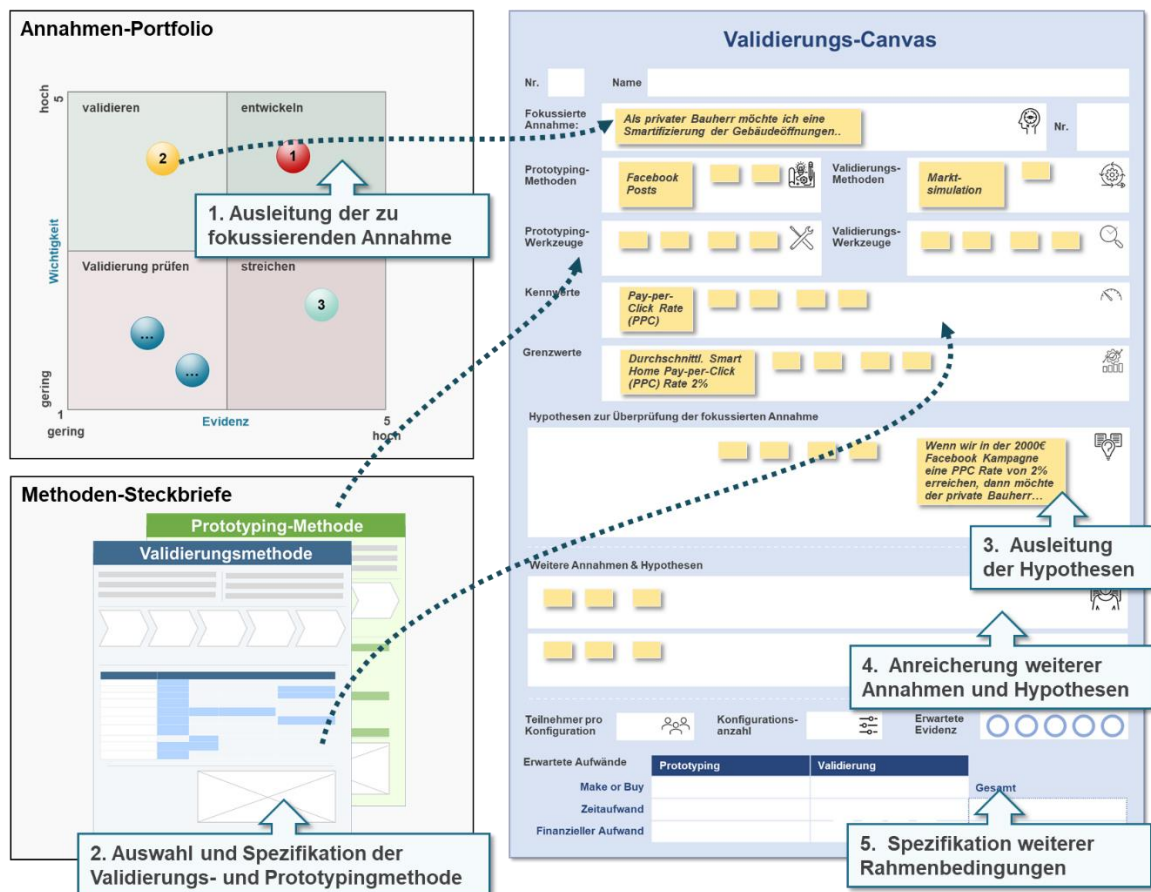 Annahmen-Portfolio
hoch
5
validieren
entwickeln
2
1
1. Ausleitung der zu
fokussierenden Annahme
Wichtigkeit
Validierung prüfen
streichen
3
...
...
gering
1
gering
Evidenz
5
hoch
Methoden-Steckbriefe
Prototyping-Methode
Validierungsmethode
2. Auswahl und Spezifikation der
Validierungs- und Prototypingmethode
Validierungs-Canvas
Nr.
Name
Fokussierte
Annahme:
Als privater Bauherr möchte ich eine
Smartifizierung der Gebäudeöffnungen..
Nr.
Prototyping-
Methoden
Facebook
Posts
Validierungs-
Methoden
Markt-
simulation
Prototyping-
Werkzeuge
Validierungs-
Werkzeuge
Kennwerte
Pay-per-
Click Rate
(PPC)
Grenzwerte
Durchschnittl. Smart
Home Pay-per-Click
(PPC) Rate 2%
Hypothesen zur Überprüfung der fokussierten Annahme
Wenn wir in der 2000€
Facebook Kampagne
eine PPC Rate von 2%
erreichen, dann möchte
der private Bauherr...
3. Ausleitung
der Hypothesen
Weitere Annahmen & Hypothesen
4. Anreicherung weiterer
Annahmen und Hypothesen
Teilnehmer pro
Konfiguration
Konfigurations-
anzahl
Erwartete
Evidenz
Erwartete Aufwände
Prototyping
Validierung
Make or Buy
Gesamt
Zeitaufwand
Finanzieller Aufwand
5. Spezifikation weiterer
Rahmenbedingungen